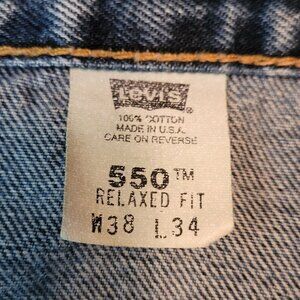 Levi's
100% COTTON
MADE IN U.S.A.
CARE ON REVERSE
550™
RELAXED FIT
W38 L34